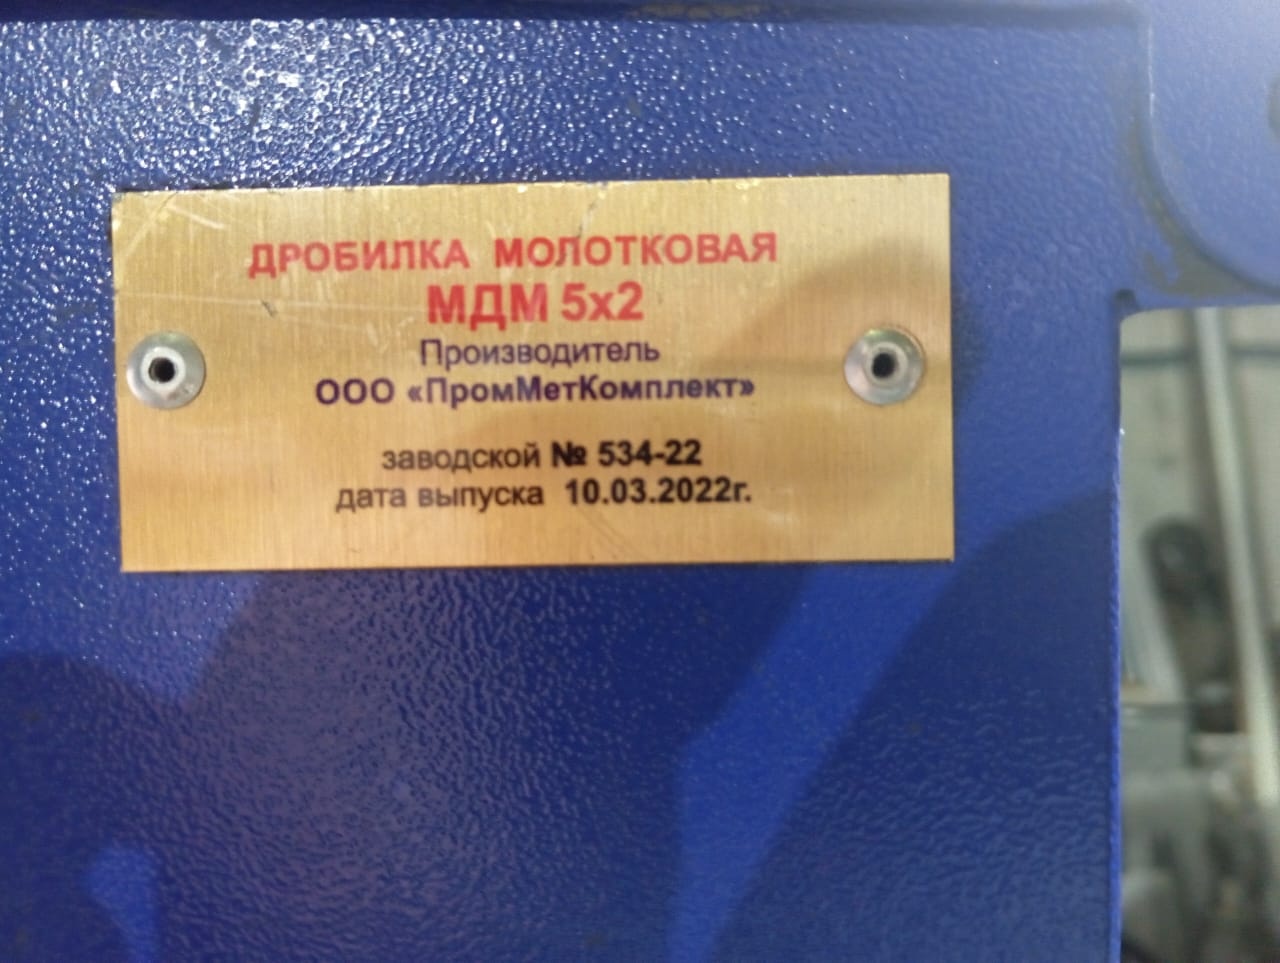 ДРОБИЛКА МОЛОТКОВАЯ
МДМ 5х2
Производитель
ООО «ПромМетКомплект»
заводской № 534-22
дата выпуска 10.03.2022г.